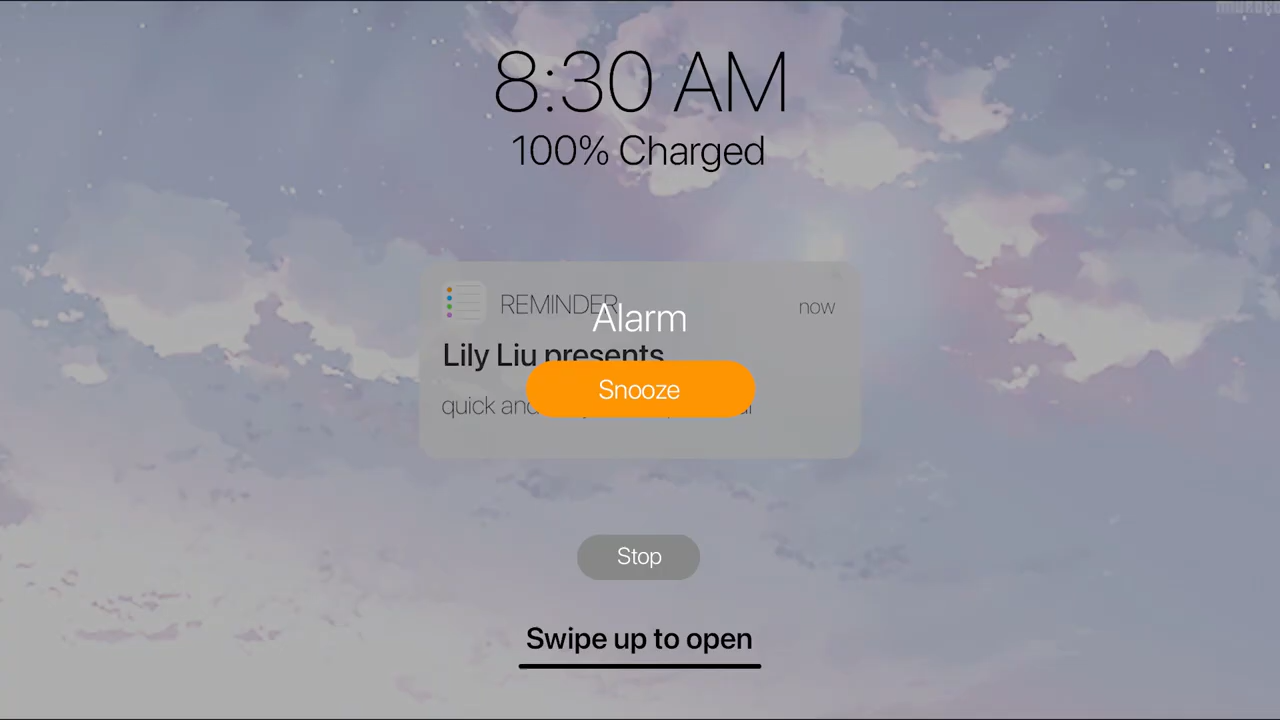 8:30 AM
100% Charged
REMINDER
now
Alarm
Lily Liu presents
Snooze
quick and
Stop
Swipe up to open